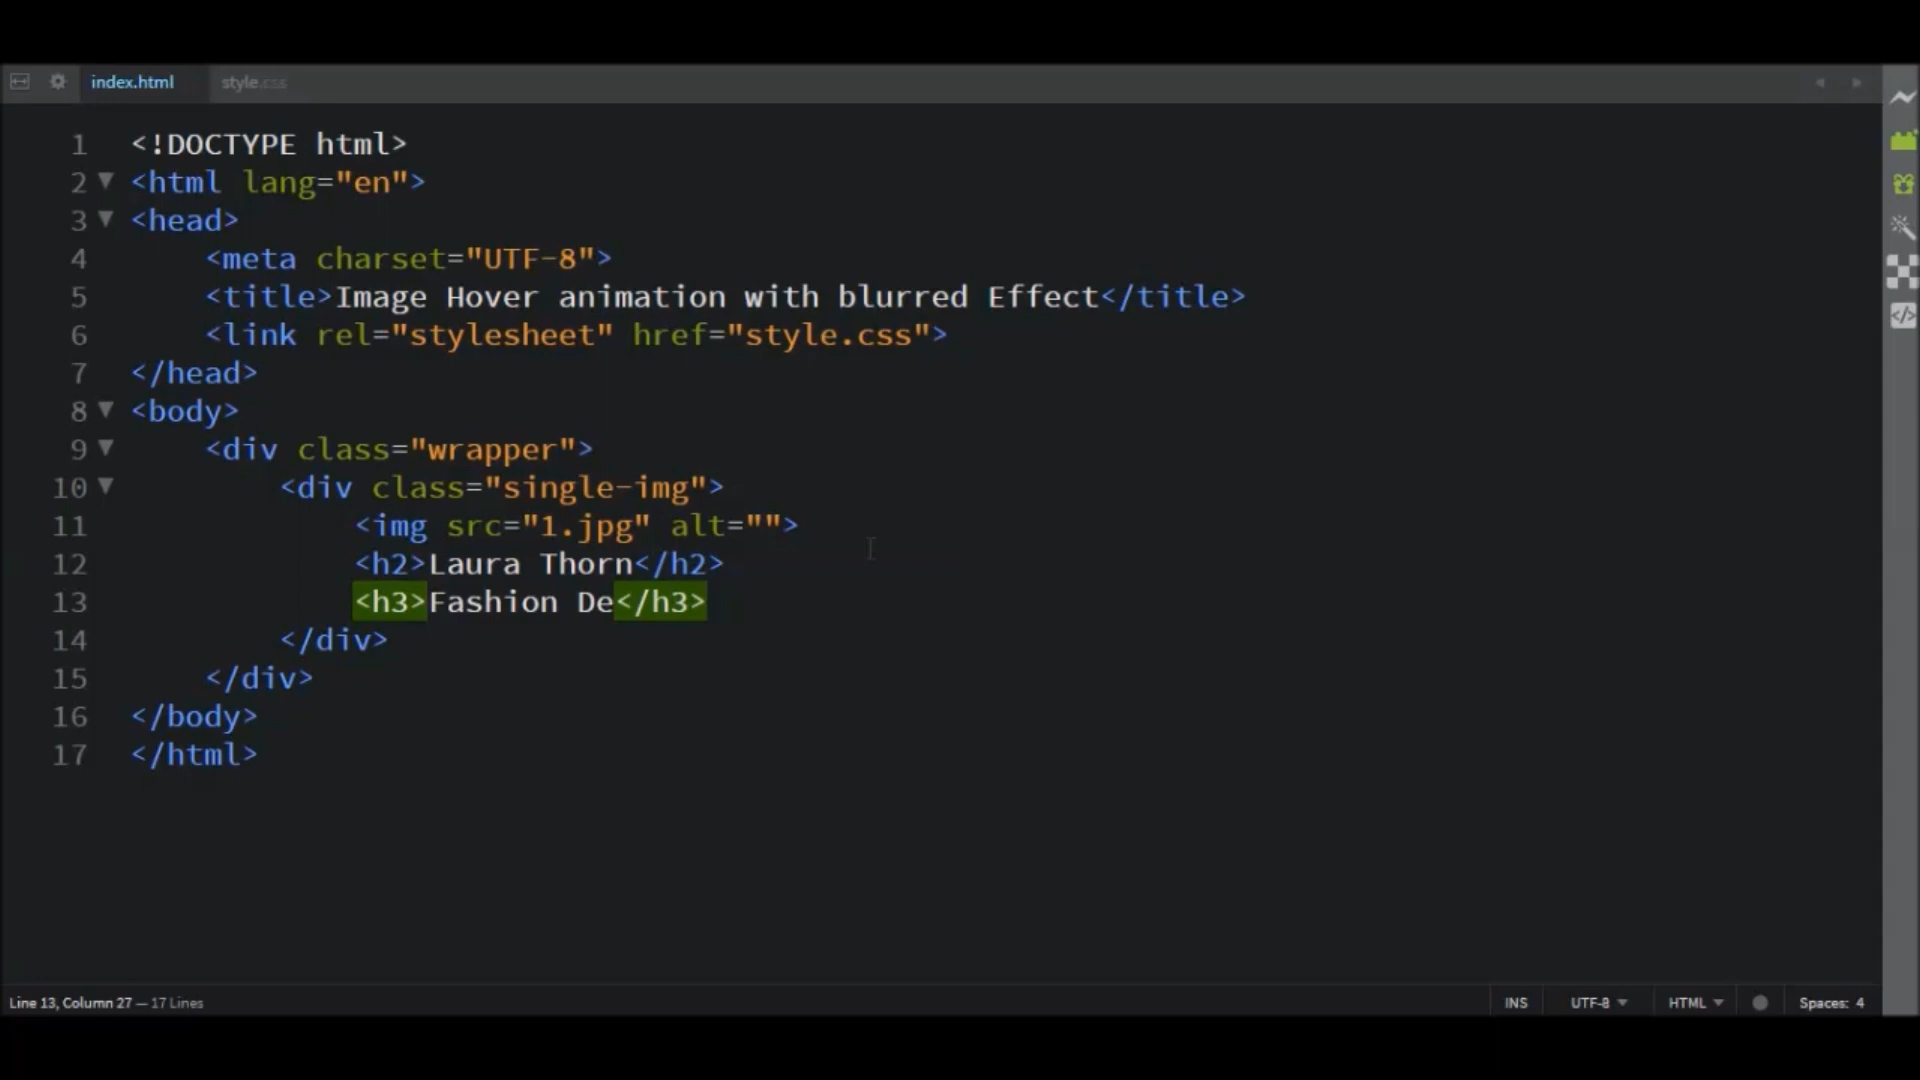 index.html style.css
1 <!DOCTYPE html>
2 <html lang="en">
3 <head>
4 <meta charset="UTF-8">
5 <title>Image Hover animation with blurred Effect</title>
6 <link rel="stylesheet" href="style.css">
7 </head>
8 <body>
9 <div class="wrapper">
10 <div class="single-img">
11 <img src="1.jpg" alt="">
12 <h2>Laura Thorn</h2>
13 <h3>Fashion De</h3>
14 </div>
15 </div>
16 </body>
17 </html>
Line 13, Column 27 — 17 Lines INS UTF-8 HTML Spaces: 4